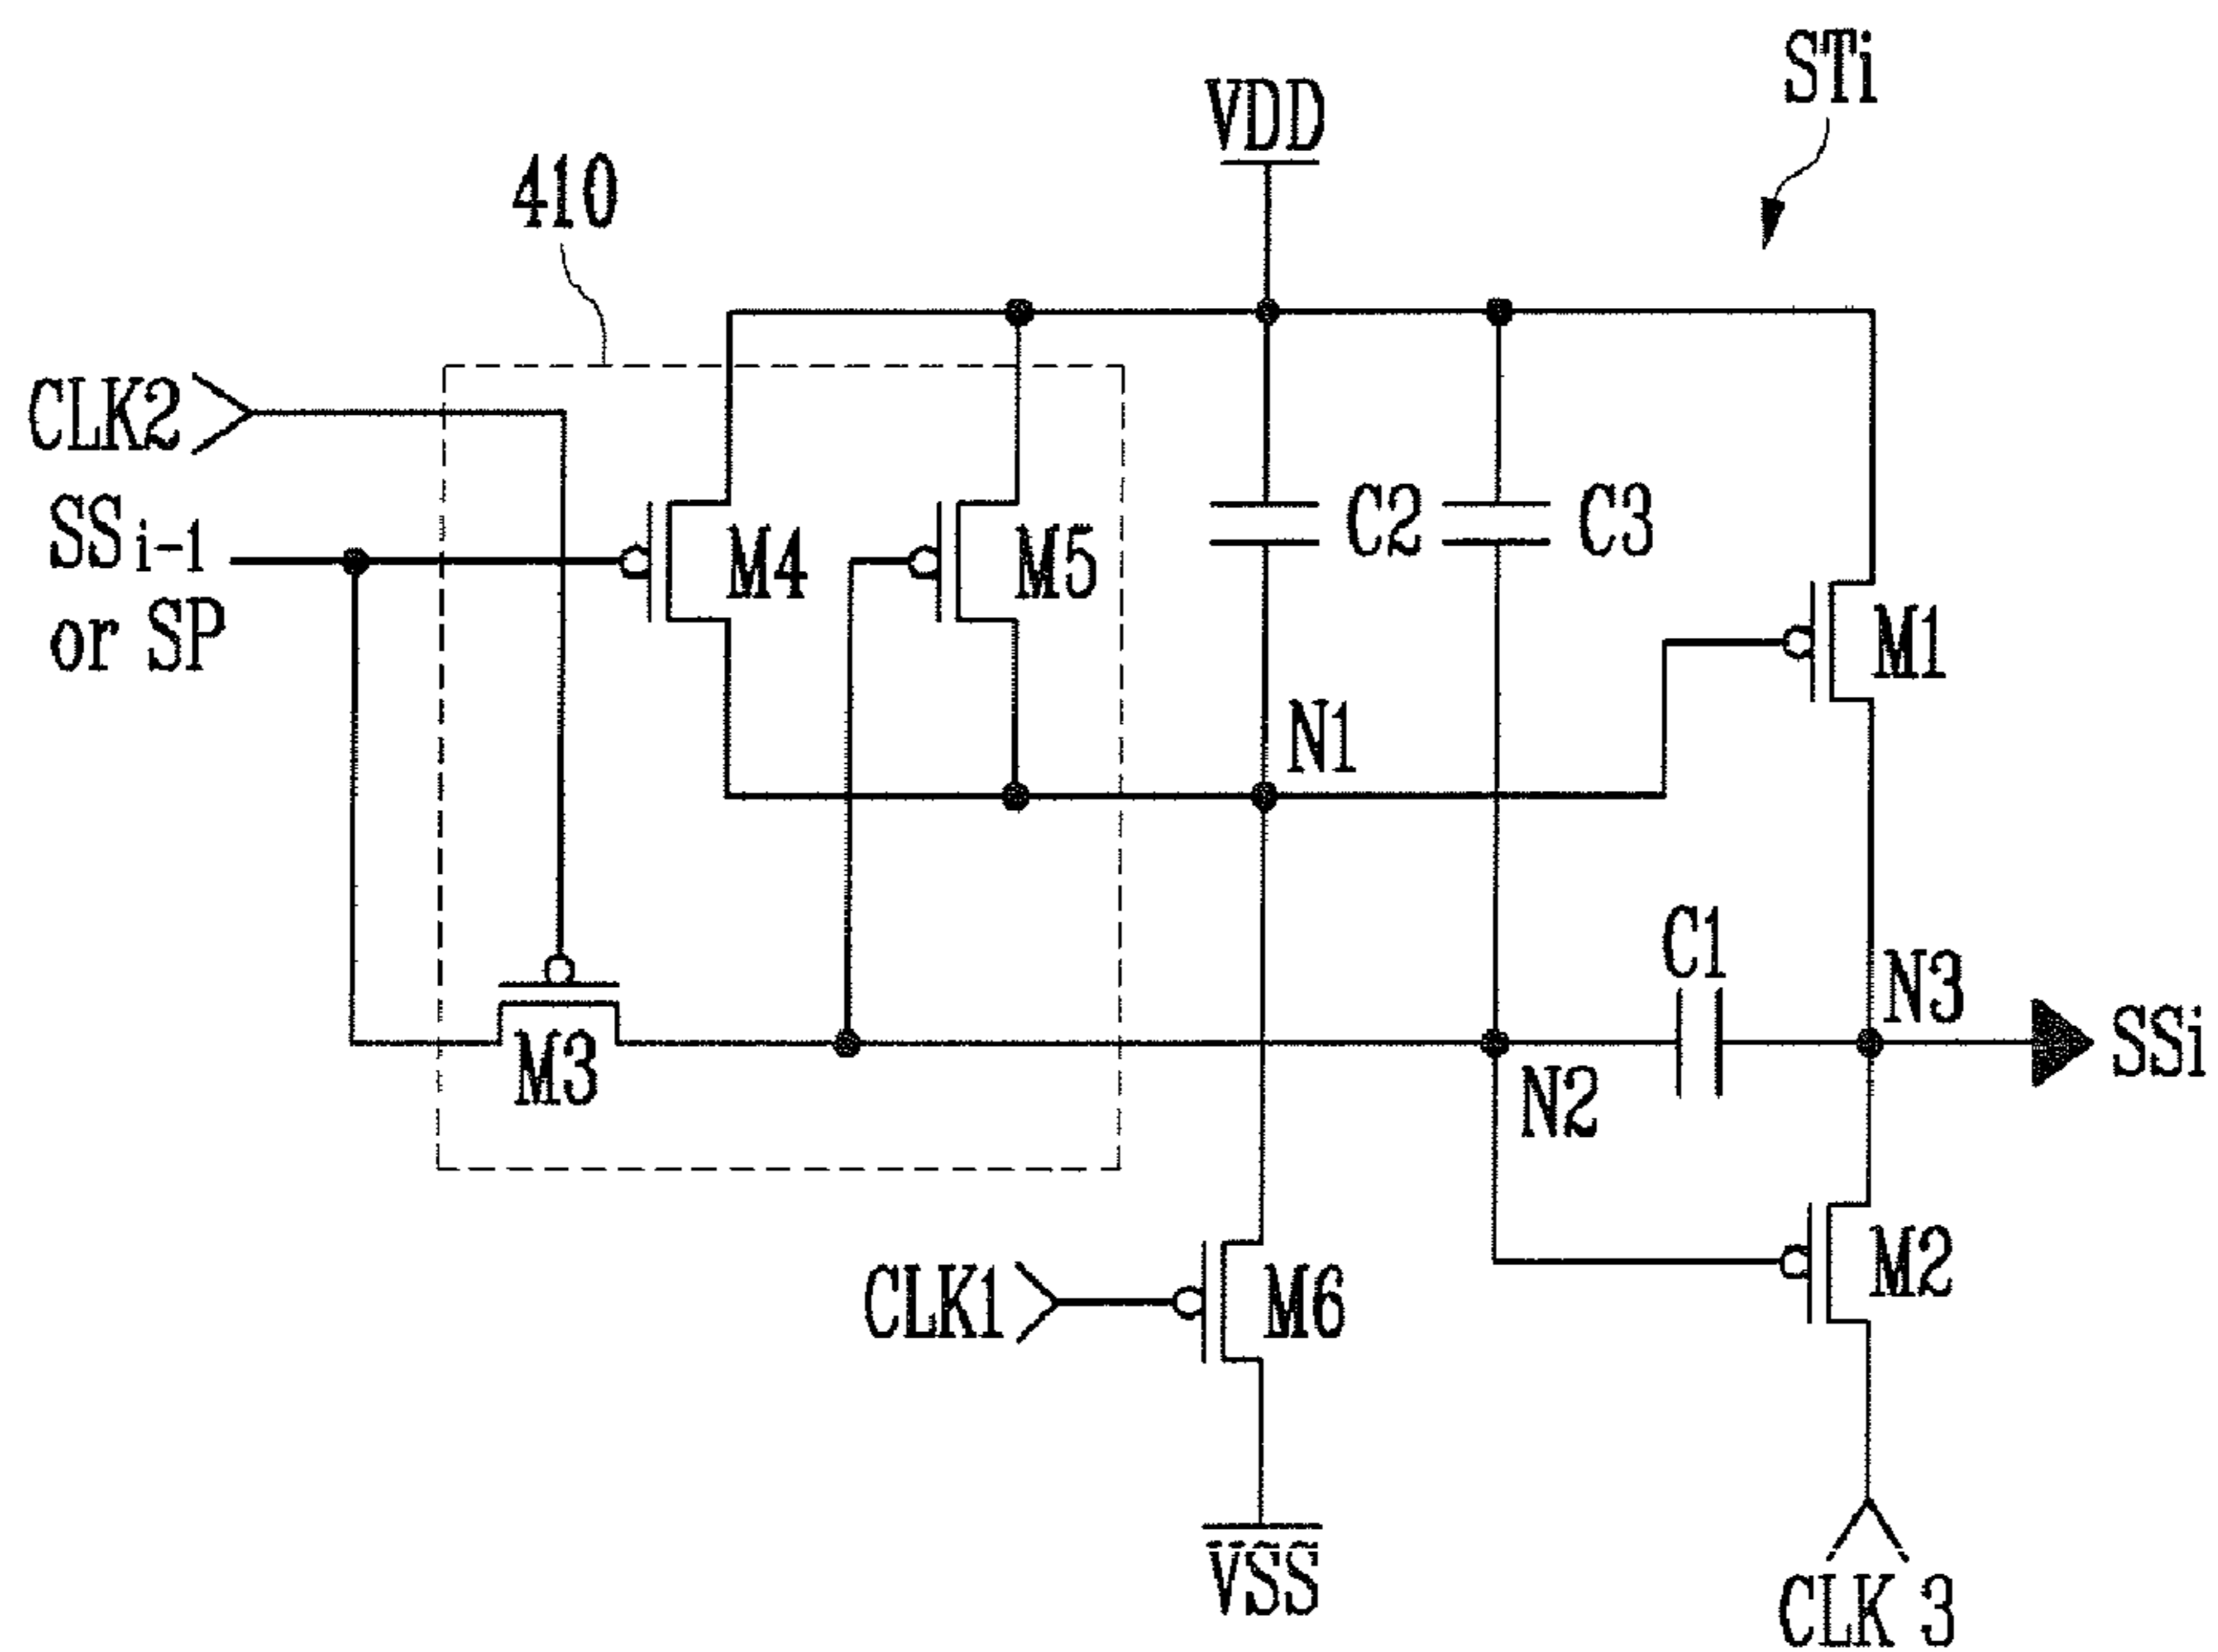 STi
VDD
410
CLK2
SSi-1
or SP
M4
M5
C2
C3
M1
N1
C1
N3
SSi
M3
N2
CLK1
M6
M2
VSS
CLK 3